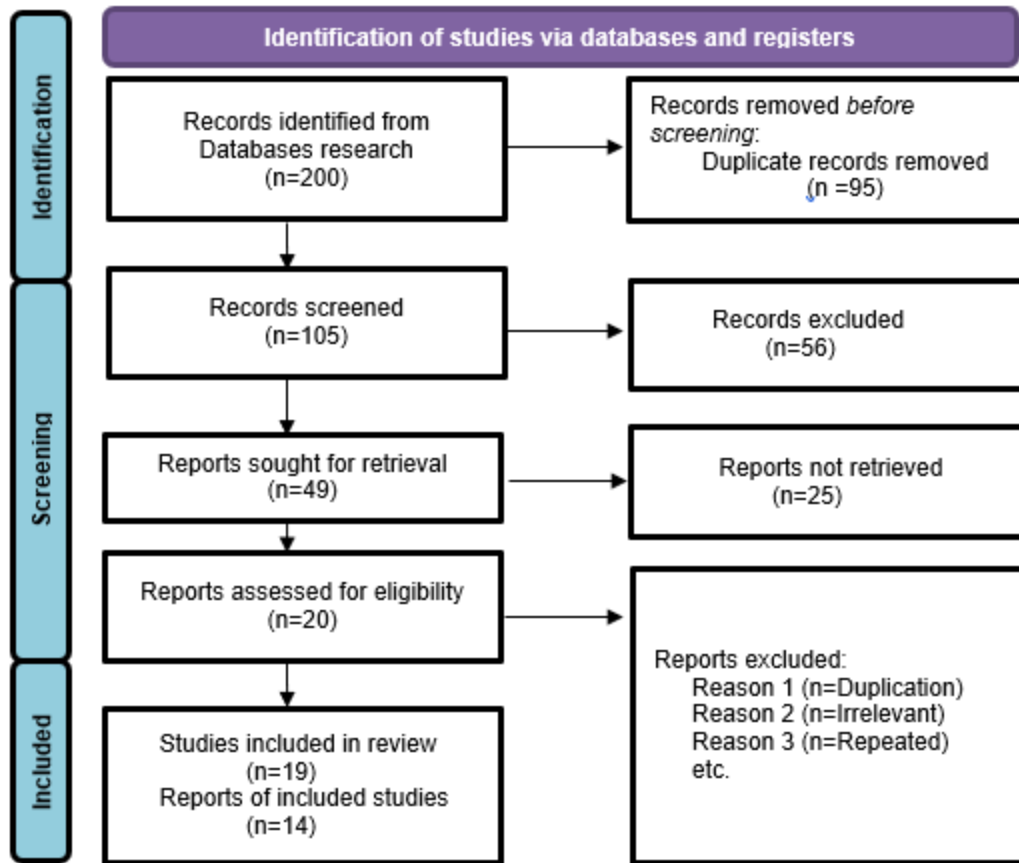 Identification of studies via databases and registers
Identification
Records identified from
Databases research
(n=200)
Records removed before
screening:
Duplicate records removed
(n =95)
Screening
Records screened
(n=105)
Records excluded
(n=56)
Reports sought for retrieval
(n=49)
Reports not retrieved
(n=25)
Reports assessed for eligibility
(n=20)
Reports excluded:
Reason 1 (n=Duplication)
Reason 2 (n=Irrelevant)
Reason 3 (n=Repeated)
etc.
Included
Studies included in review
(n=19)
Reports of included studies
(n=14)